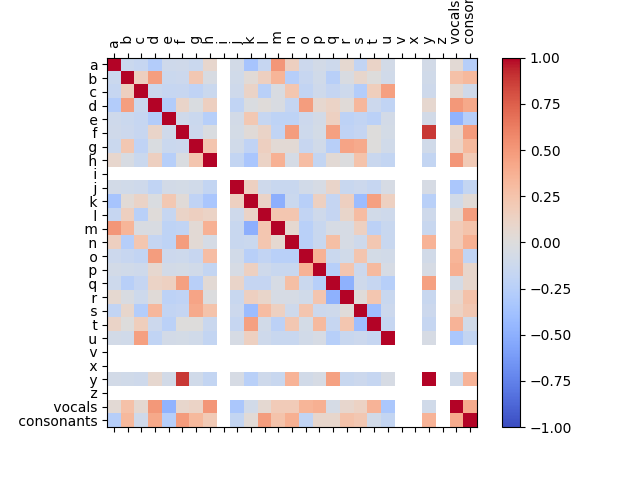 a b c d e f g h i j k l m n o p q r s t u v x y z vocals
a
b
c
d
e
f
g
h
i
j
k
l
m
n
o
p
q
r
s
t
u
v
x
y
z
vocals
consonants
1.00
0.75
0.50
0.25
0.00
−0.25
−0.50
−0.75
−1.00